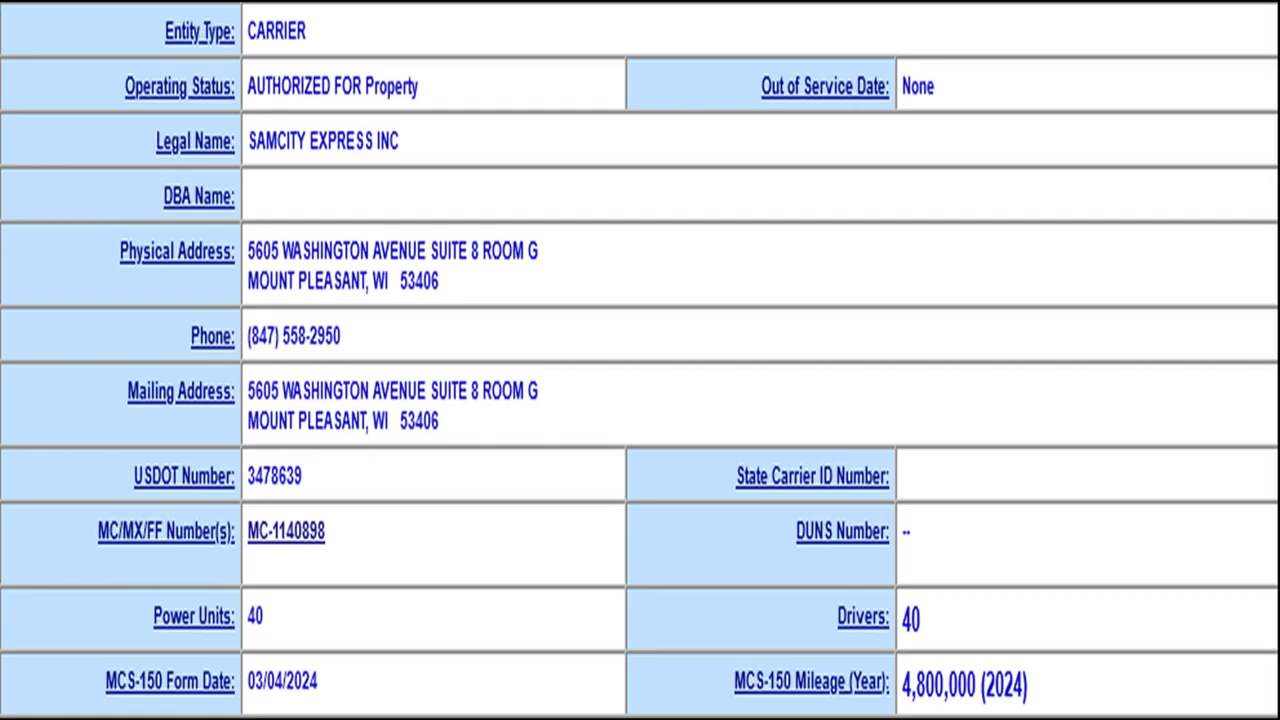 Entity Type: CARRIER
Operating Status: AUTHORIZED FOR Property Out of Service Date: None
Legal Name: SAMCITY EXPRESS INC
DBA Name:
Physical Address: 5605 WASHINGTON AVENUE SUITE 8 ROOM G
MOUNT PLEASANT, WI 53406
Phone: (847) 558-2950
Mailing Address: 5605 WASHINGTON AVENUE SUITE 8 ROOM G
MOUNT PLEASANT, WI 53406
USDOT Number: 3478639 State Carrier ID Number:
MC/MX/FF Number(s): MC-1140898 DUNS Number: --
Power Units: 40 Drivers: 40
MCS-150 Form Date: 03/04/2024 MCS-150 Mileage (Year): 4,800,000 (2024)